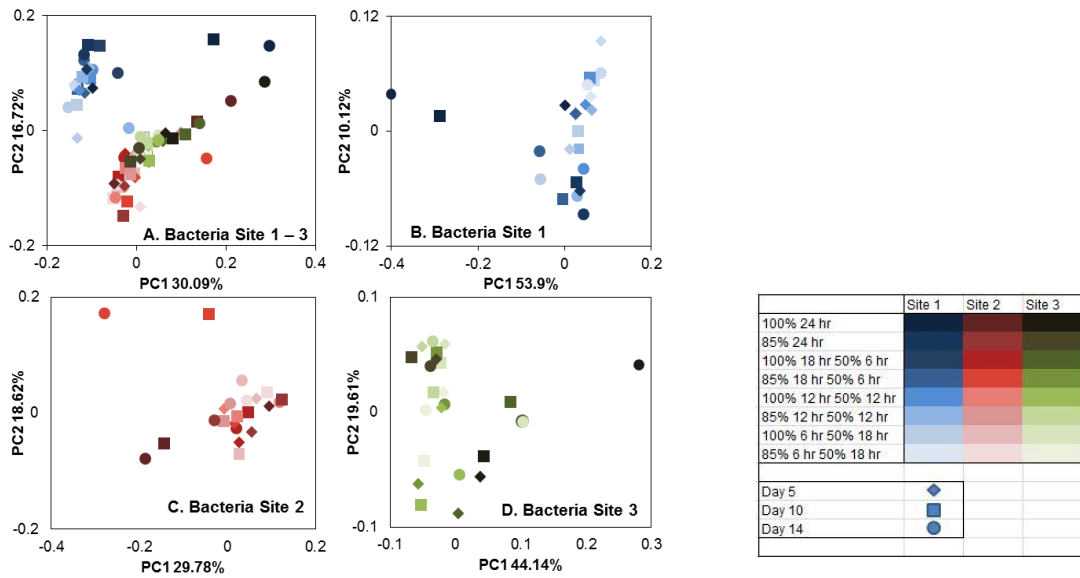 0.2
0.12
PC2 16.72%
0
PC2 10.12%
0
A. Bacteria Site 1 – 3
B. Bacteria Site 1
-0.2
-0.12
-0.2 0 0.2 0.4
-0.4 -0.2 0 0.2
PC1 30.09%
PC1 53.9%
0.2
0.1
PC2 18.62%
0
PC2 19.61%
0
C. Bacteria Site 2
D. Bacteria Site 3
-0.2
-0.1
-0.2 0 0.2
-0.1 0 0.1 0.2 0.3
PC1 29.78%
PC1 44.14%
Site 1 Site 2 Site 3
100% 24 hr
85% 24 hr
100% 18 hr 50% 6 hr
85% 18 hr 50% 6 hr
100% 12 hr 50% 12 hr
85% 12 hr 50% 12 hr
100% 6 hr 50% 18 hr
85% 6 hr 50% 18 hr
Day 5
Day 10
Day 14